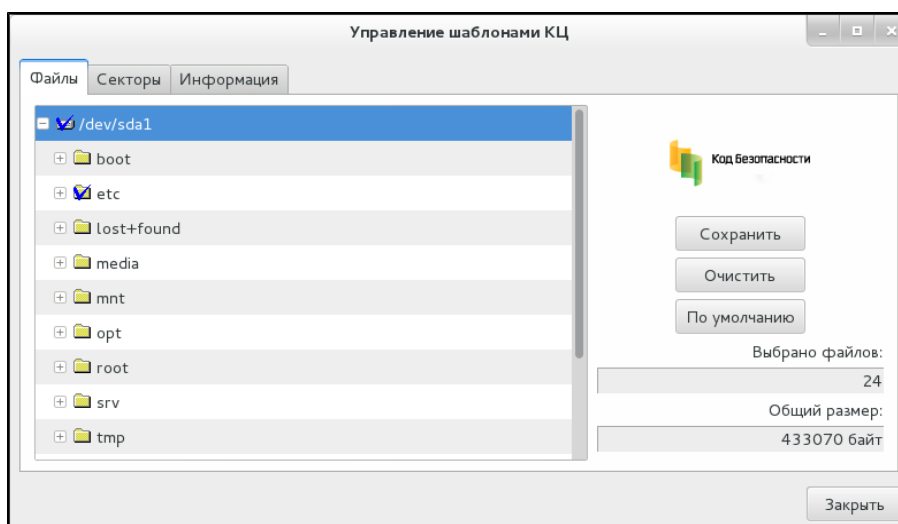 Управление шаблонами КЦ
Файлы
Секторы
Информация
/dev/sda1
boot
etc
lost+found
media
mnt
opt
root
srv
tmp
Код Безопасности
Сохранить
Очистить
По умолчанию
Выбрано файлов:
24
Общий размер:
433070 байт
Закрыть